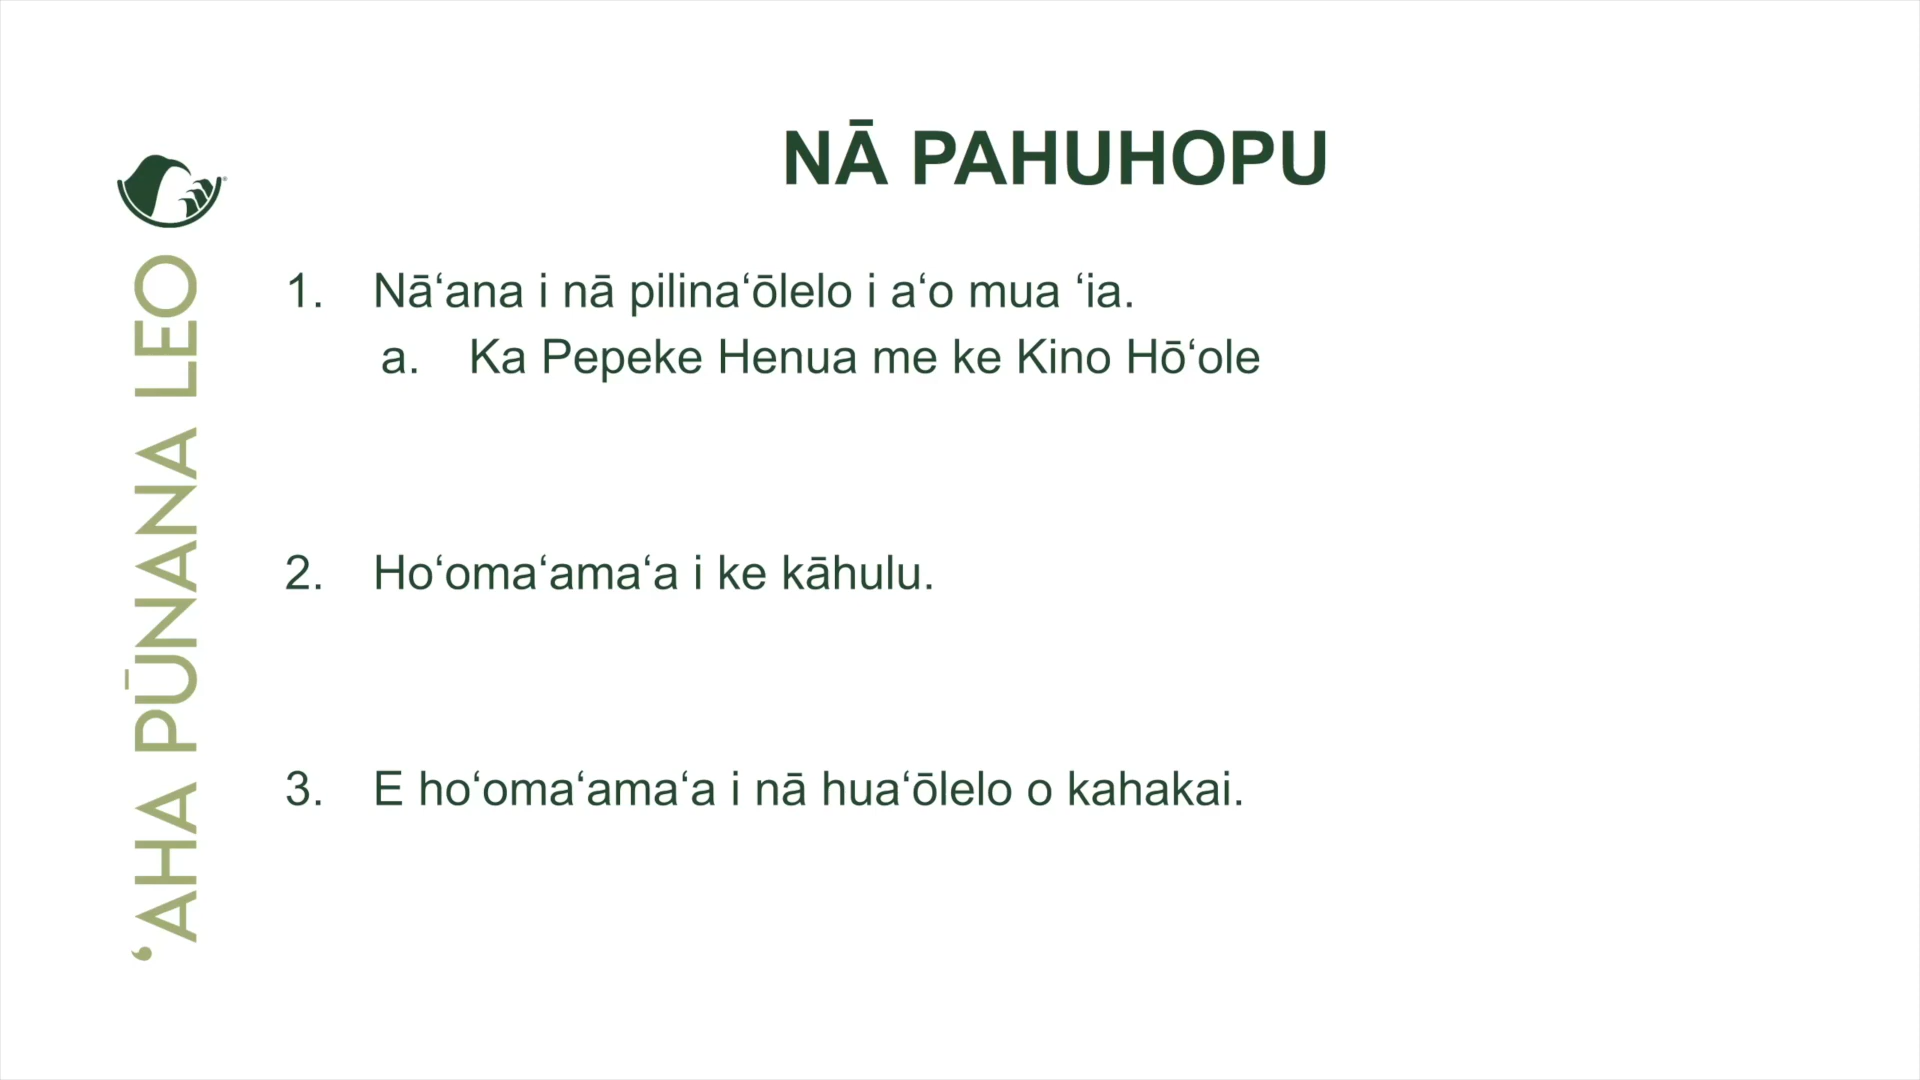 NĀ PAHUHOPU
ʻAHA PŪNANA LEO
1. Nāʻana i nā pilinaʻōlelo i aʻo mua ʻia.
a. Ka Pepeke Henua me ke Kino Hōʻole
2. Hoʻomaʻamaʻa i ke kāhulu.
3. E hoʻomaʻamaʻa i nā huaʻōlelo o kahakai.